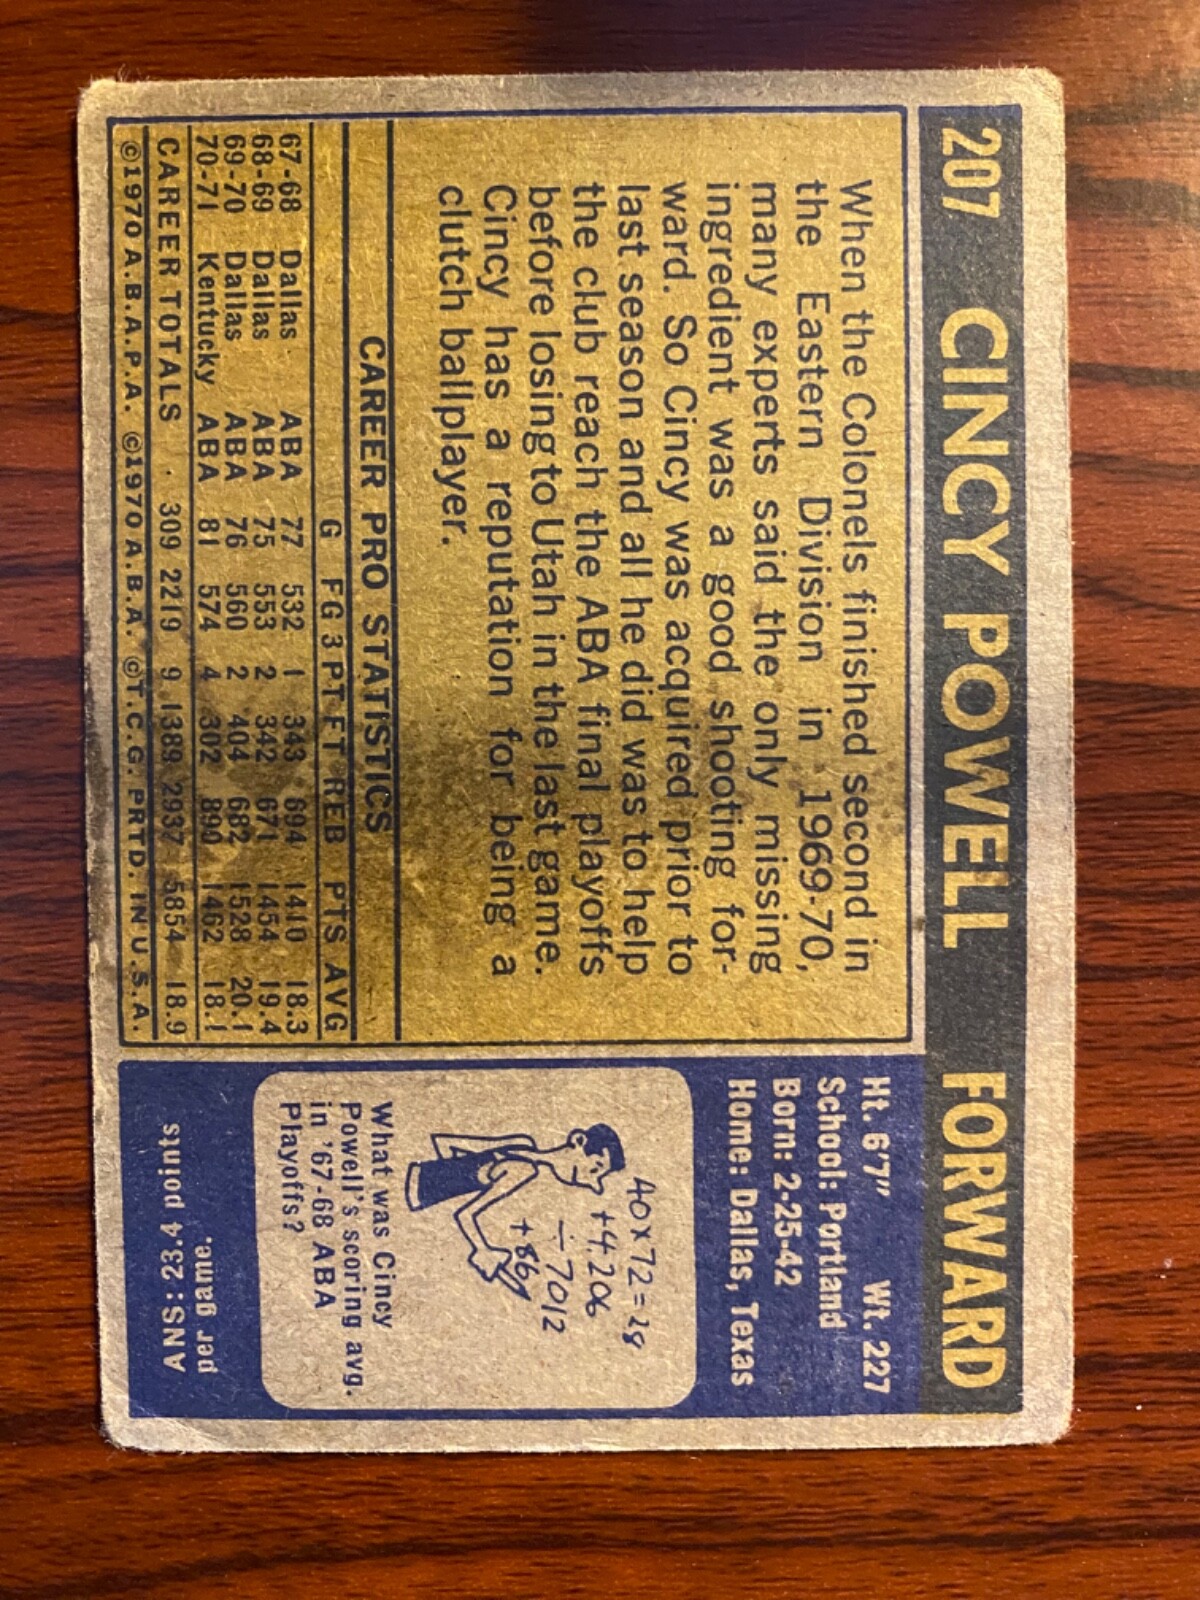 207 CINCY POWELL FORWARD
When the Colonels finished second in
the Eastern Division in 1969-70,
many experts said the only missing
ingredient was a good shooting for-
ward. So Cincy was acquired prior to
last season and all he did was to help
the club reach the ABA final playoffs
before losing to Utah in the last game.
Cincy has a reputation for being a
clutch ballplayer.
CAREER PRO STATISTICS
G FG 3PT FT REB PTS AVG
67-68 Dallas ABA 77 532 1 343 694 1410 18.3
68-69 Dallas ABA 75 553 2 342 671 1454 19.4
69-70 Dallas ABA 76 560 2 404 682 1528 20.1
70-71 Kentucky ABA 81 574 4 302 890 1462 18.1
CAREER TOTALS · 309 2219 9 1389 2937 5854 18.9
©1970 A.B.A.P.A. ©1970 A.B.A. ©T.C.G. PRTD. IN U.S.A.
Ht. 6'7" Wt. 227
School: Portland
Born: 2-25-42
Home: Dallas, Texas
40×72=28
+4,206
÷7012
+86
What was Cincy
Powell's scoring avg.
in '67-68 ABA
Playoffs?
ANS: 23.4 points
per game.